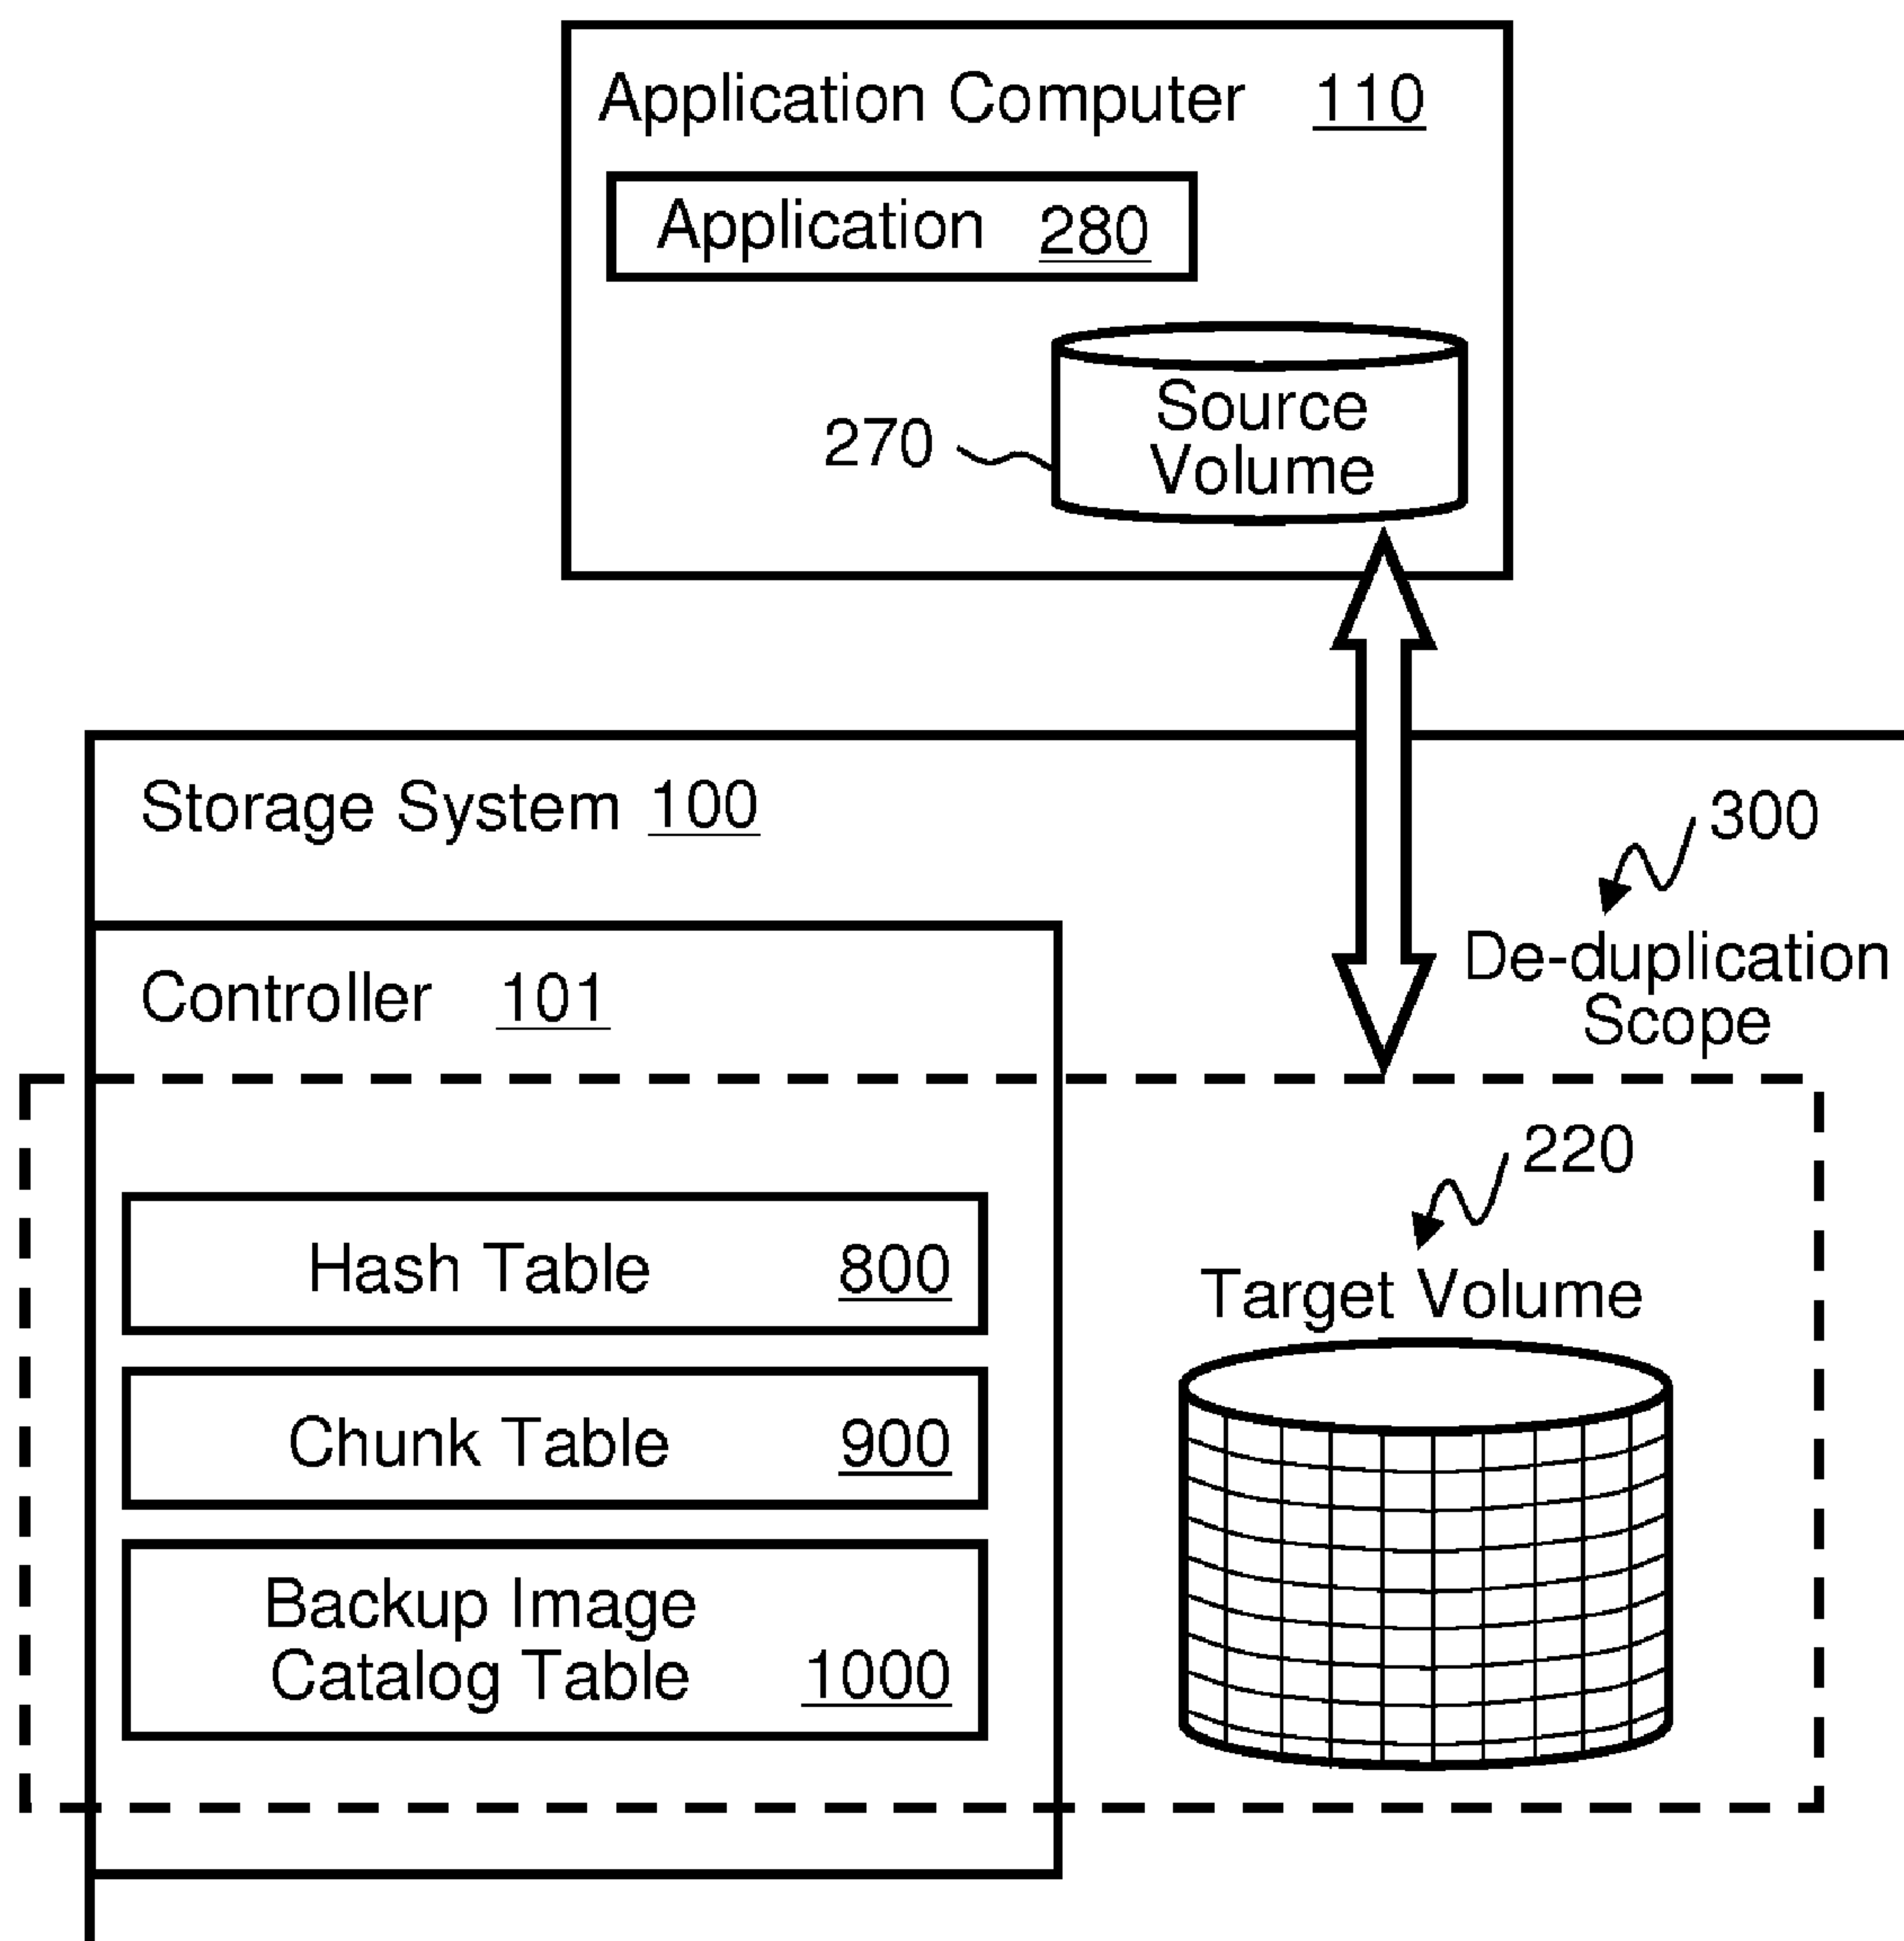 Application Computer 110
Application 280
Source
Volume
270
Storage System 100
300
De-duplication
Scope
Controller 101
220
Hash Table 800
Target Volume
Chunk Table 900
Backup Image
Catalog Table 1000